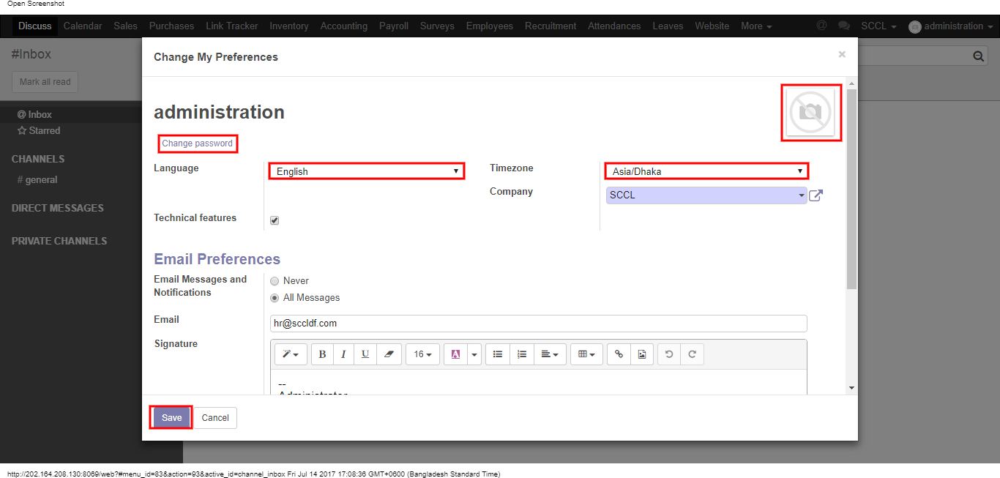 Open Screenshot
Discuss Calendar Sales Purchases Link Tracker Inventory Accounting Payroll Surveys Employees Recruitment Attendances Leaves Website More @ SCCL administration
#Inbox
Mark all read
@ Inbox
Starred
CHANNELS
# general
DIRECT MESSAGES
PRIVATE CHANNELS
Change My Preferences ×
administration
Change password
Language English Timezone Asia/Dhaka
Company SCCL
Technical features
Email Preferences
Email Messages and Notifications
Never
All Messages
Email hr@sccldf.com
Signature
B I U 16 A
--
Administrator
Save Cancel
http://202.164.208.130:8069/web?#menu_id=83&action=93&active_id=channel_inbox Fri Jul 14 2017 17:08:36 GMT+0600 (Bangladesh Standard Time)